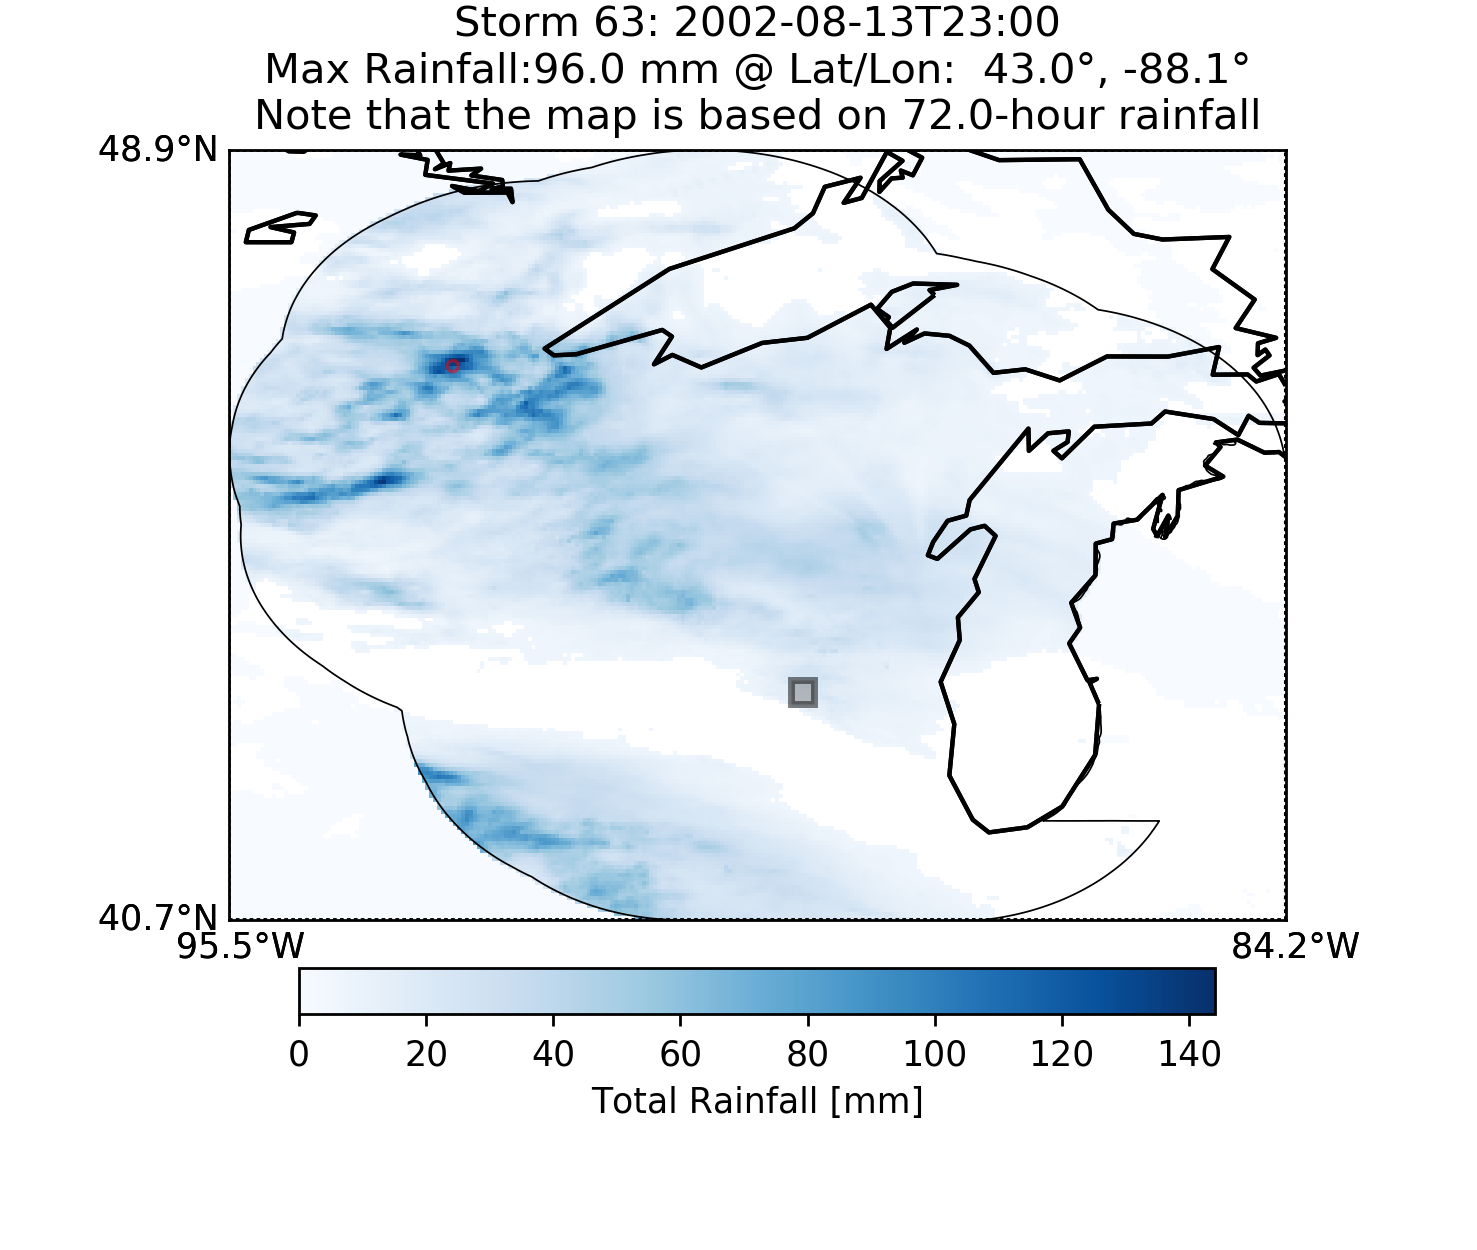 Storm 63: 2002-08-13T23:00
Max Rainfall:96.0 mm @ Lat/Lon:  43.0°, -88.1°
Note that the map is based on 72.0-hour rainfall
48.9°N
40.7°N
95.5°W
84.2°W
0 20 40 60 80 100 120 140
Total Rainfall [mm]